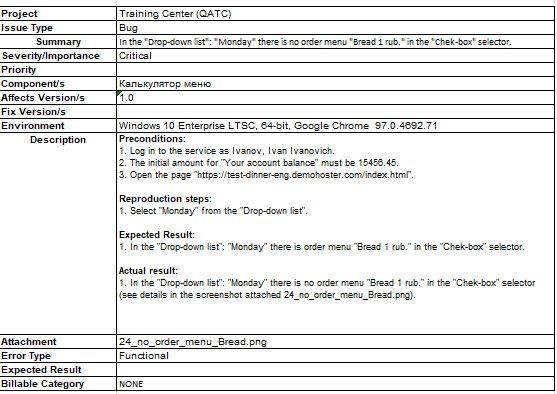 Project Training Center (QATC)
Issue Type Bug
Summary In the "Drop-down list": "Monday" there is no order menu "Bread 1 rub." in the "Chek-box" selector.
Severity/Importance Critical
Priority
Component/s Калькулятор меню
Affects Version/s 1.0
Fix Version/s
Environment Windows 10 Enterprise LTSC, 64-bit, Google Chrome 97.0.4692.71
Description Preconditions:
1. Log in to the service as Ivanov, Ivan Ivanovich.
2. The initial amount for "Your account balance" must be 15456.45.
3. Open the page "https://test-dinner-eng.demohoster.com/index.html".
Reproduction steps:
1. Select "Monday" from the "Drop-down list".
Expected Result:
1. In the "Drop-down list": "Monday" there is order menu "Bread 1 rub." in the "Chek-box" selector.
Actual result:
1. In the "Drop-down list": "Monday" there is no order menu "Bread 1 rub." in the "Chek-box" selector
(see details in the screenshot attached 24_no_order_menu_Bread.png).
Attachment 24_no_order_menu_Bread.png
Error Type Functional
Expected Result
Billable Category NONE